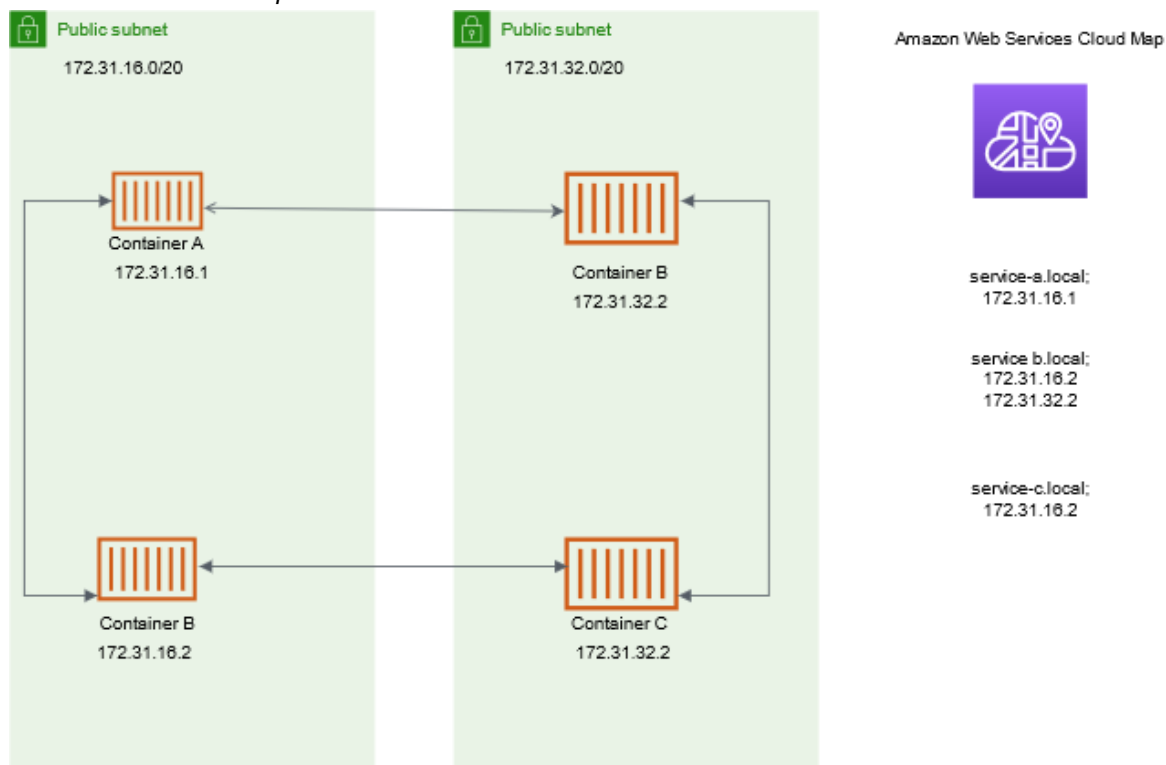 Public subnet
172.31.16.0/20
Public subnet
172.31.32.0/20
Amazon Web Services Cloud Map
Container A
172.31.16.1
Container B
172.31.32.2
service-a.local;
172.31.16.1
service b.local;
172.31.16.2
172.31.32.2
service-c.local;
172.31.16.2
Container B
172.31.16.2
Container C
172.31.32.2